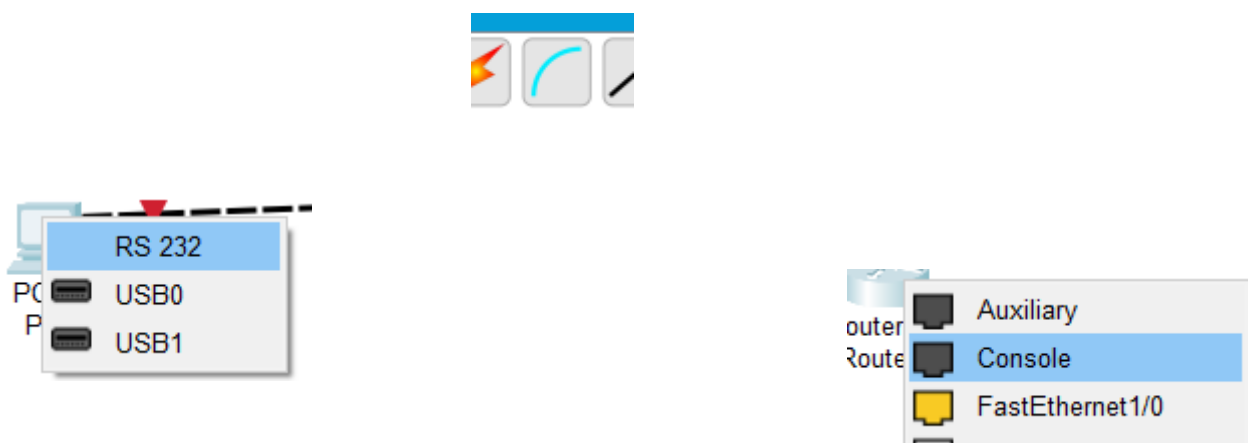 RS 232
USB0
USB1
Auxiliary
Console
FastEthernet1/0